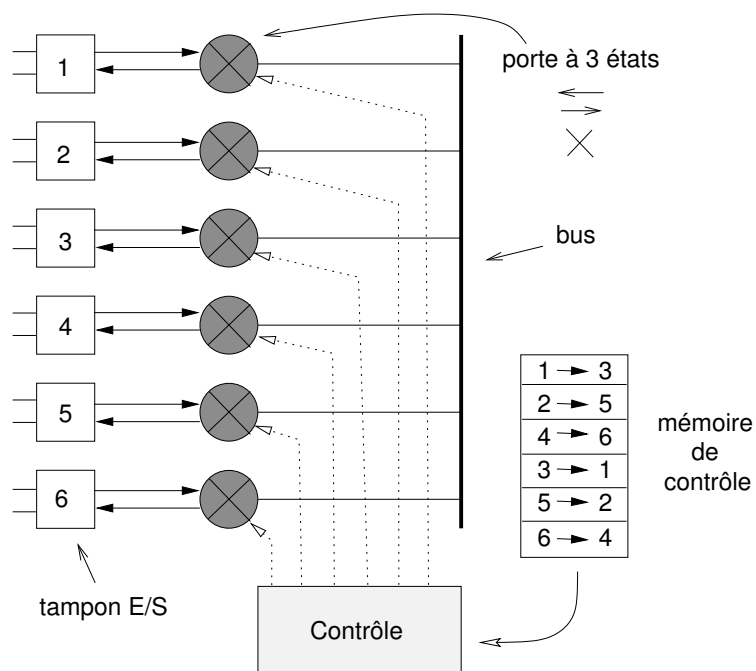 1
2
3
4
5
6
porte à 3 états
bus
1 → 3
2 → 5
4 → 6
3 → 1
5 → 2
6 → 4
mémoire
de
contrôle
tampon E/S
Contrôle